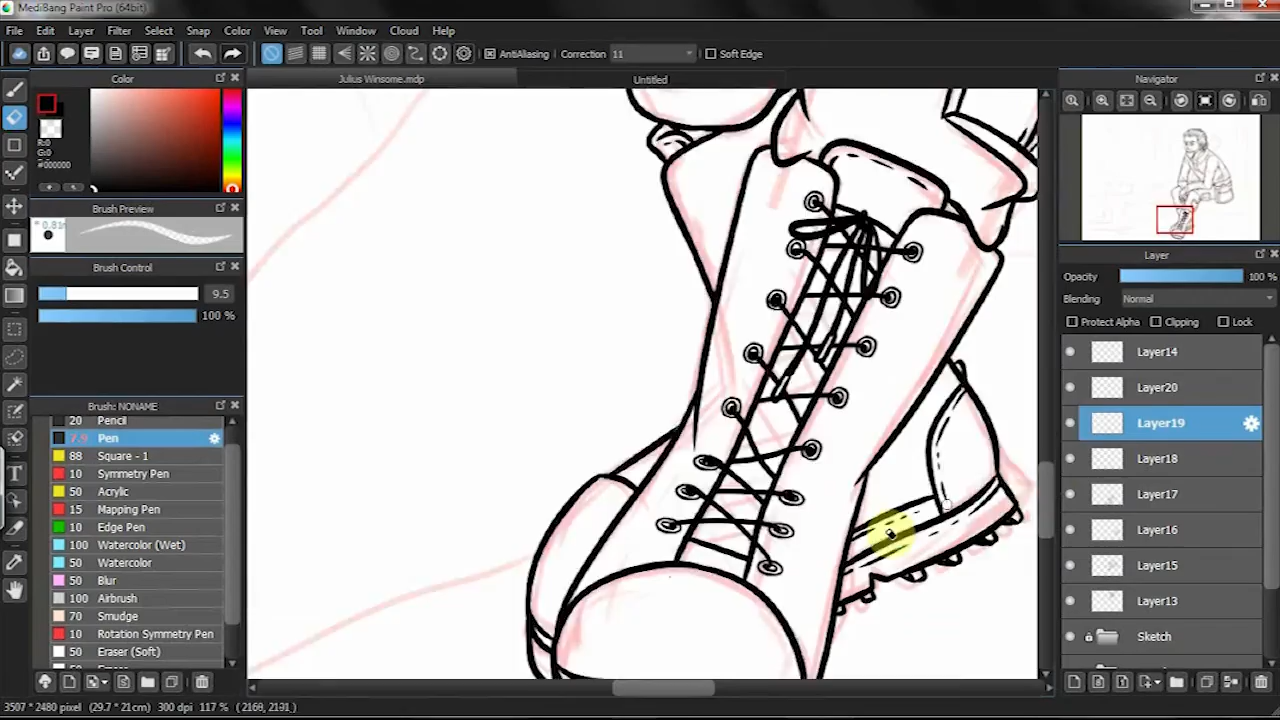 MediBang Paint Pro (64bit)
File Edit Layer Filter Select Snap Color View Tool Window Cloud Help
AntiAliasing Correction 11 Soft Edge
Color
Julius Winsome.mdp
Untitled
Navigator
R:0
G:0
#000000
Brush Preview
Brush Control
9.5
100 %
Layer
Opacity 100 %
Blending Normal
Protect Alpha Clipping Lock
Layer14
Layer20
Layer19
Layer18
Layer17
Layer16
Layer15
Layer13
Sketch
Brush: NONAME
20 Pencil
7.9 Pen
88 Square - 1
10 Symmetry Pen
50 Acrylic
15 Mapping Pen
10 Edge Pen
100 Watercolor (Wet)
50 Watercolor
50 Blur
100 Airbrush
70 Smudge
10 Rotation Symmetry Pen
50 Eraser (Soft)
3507 * 2480 pixel (29.7 * 21cm) 300 dpi 117 %